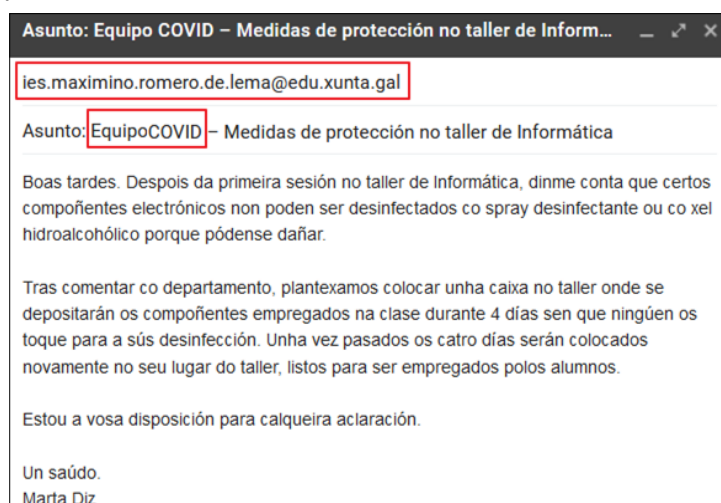 Asunto: Equipo COVID – Medidas de protección no taller de Inform...
ies.maximino.romero.de.lema@edu.xunta.gal
Asunto: EquipoCOVID – Medidas de protección no taller de Informática
Boas tardes. Despois da primeira sesión no taller de Informática, dinme conta que certos
compoñentes electrónicos non poden ser desinfectados co spray desinfectante ou co xel
hidroalcohólico porque pódense dañar.
Tras comentar co departamento, plantexamos colocar unha caixa no taller onde se
depositarán os compoñentes empregados na clase durante 4 días sen que ningúen os
toque para a sús desinfección. Unha vez pasados os catro días serán colocados
novamente no seu lugar do taller, listos para ser empregados polos alumnos.
Estou a vosa disposición para calqueira aclaración.
Un saúdo.
Marta Diz